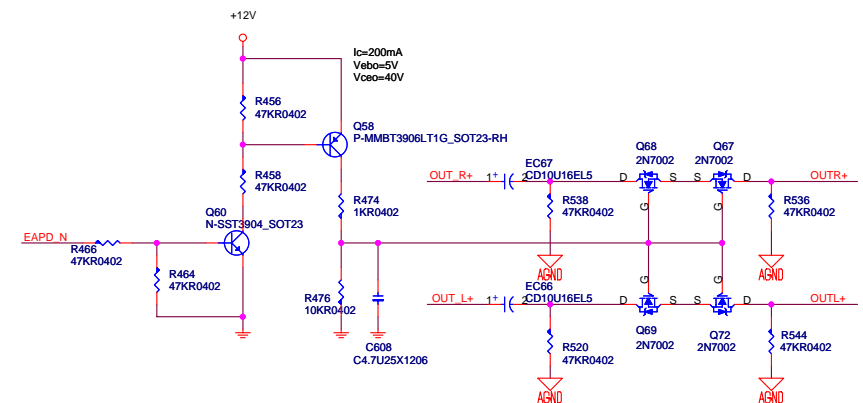 +12V
Ic=200mA
Vebo=5V
Vceo=40V
R456
47KR0402
Q58
P-MMBT3906LT1G_SOT23-RH
R458
47KR0402
R474
1KR0402
Q60
N-SST3904_SOT23
EAPD_N
R466
47KR0402
R464
47KR0402
R476
10KR0402
C608
C4.7U25X1206
OUT_R+
1
+
2
EC67
CD10U16EL5
R538
47KR0402
Q68
2N7002
D
S
G
Q67
2N7002
S
D
G
OUTR+
R536
47KR0402
AGND
AGND
OUT_L+
1
+
2
EC66
CD10U16EL5
R520
47KR0402
G
D
S
Q69
2N7002
G
S
D
Q72
2N7002
OUTL+
R544
47KR0402
AGND
AGND